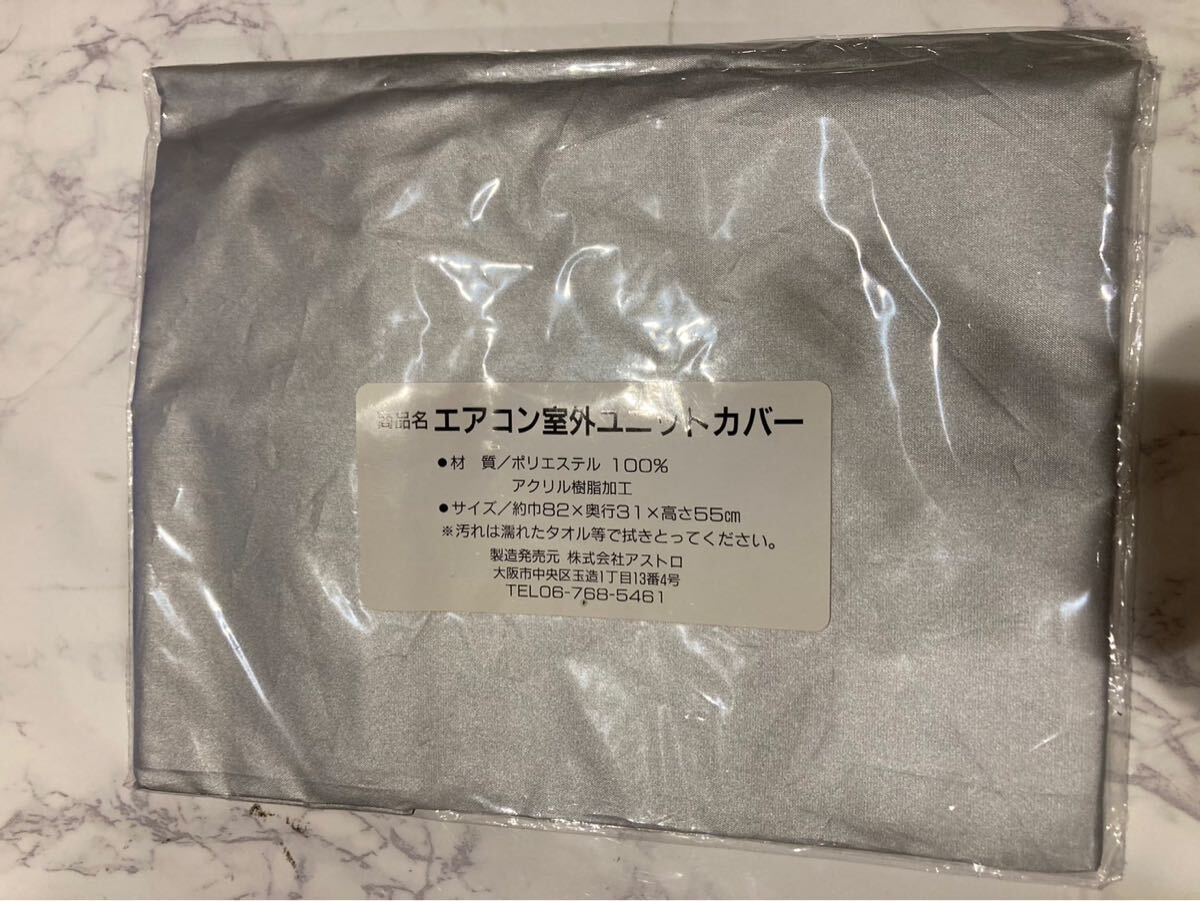 商品名 エアコン室外ユニットカバー
●材 質/ポリエステル 100%
アクリル樹脂加工
●サイズ/約巾82×奥行31×高さ55㎝
※汚れは濡れたタオル等で拭きとってください。
製造発売元 株式会社アストロ
大阪市中央区玉造1丁目13番4号
TEL06-768-5461